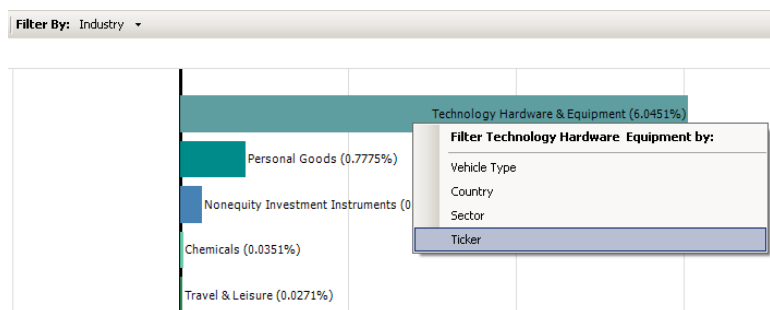 Filter By: Industry
Technology Hardware & Equipment (6.0451%)
Filter Technology Hardware Equipment by:
Personal Goods (0.7775%)
Vehicle Type
Country
Nonequity Investment Instruments (0
Sector
Ticker
Chemicals (0.0351%)
Travel & Leisure (0.0271%)